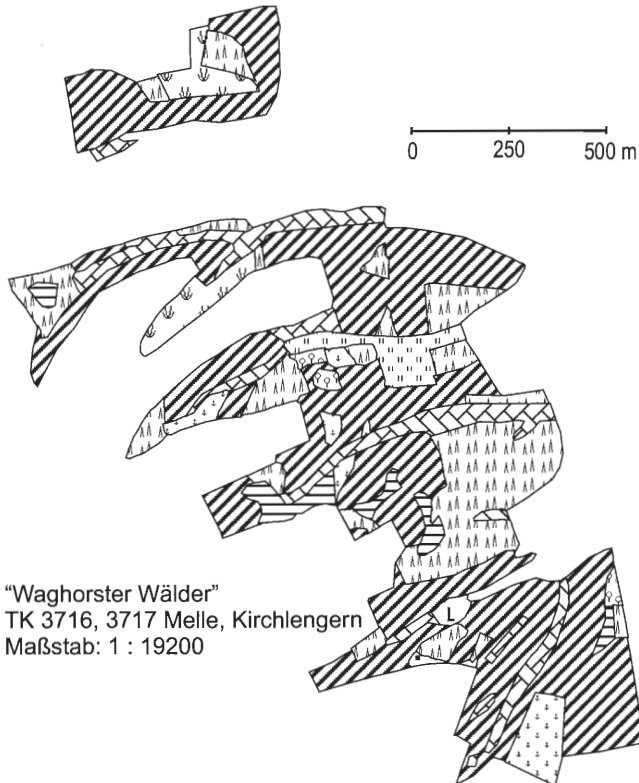 0 250 500 m
L
"Waghorster Wälder"
TK 3716, 3717 Melle, Kirchlengern
Maßstab: 1 : 19200